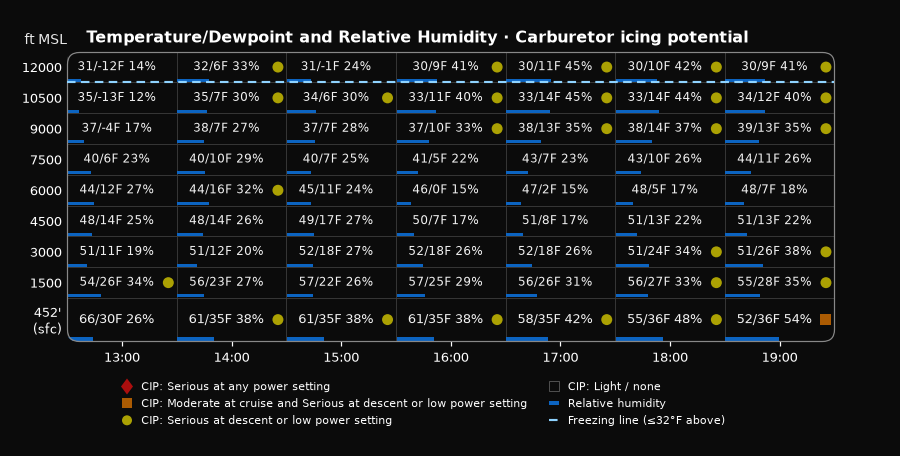 ft MSL Temperature/Dewpoint and Relative Humidity · Carburetor icing potential
12000 31/-12F 14% 32/6F 33% 31/-1F 24% 30/9F 41% 30/11F 45% 30/10F 42% 30/9F 41%
10500 35/-13F 12% 35/7F 30% 34/6F 30% 33/11F 40% 33/14F 45% 33/14F 44% 34/12F 40%
9000 37/-4F 17% 38/7F 27% 37/7F 28% 37/10F 33% 38/13F 35% 38/14F 37% 39/13F 35%
7500 40/6F 23% 40/10F 29% 40/7F 25% 41/5F 22% 43/7F 23% 43/10F 26% 44/11F 26%
6000 44/12F 27% 44/16F 32% 45/11F 24% 46/0F 15% 47/2F 15% 48/5F 17% 48/7F 18%
4500 48/14F 25% 48/14F 26% 49/17F 27% 50/7F 17% 51/8F 17% 51/13F 22% 51/13F 22%
3000 51/11F 19% 51/12F 20% 52/18F 27% 52/18F 26% 52/18F 26% 51/24F 34% 51/26F 38%
1500 54/26F 34% 56/23F 27% 57/22F 26% 57/25F 29% 56/26F 31% 56/27F 33% 55/28F 35%
452' (sfc) 66/30F 26% 61/35F 38% 61/35F 38% 61/35F 38% 58/35F 42% 55/36F 48% 52/36F 54%
13:00 14:00 15:00 16:00 17:00 18:00 19:00
CIP: Serious at any power setting
CIP: Moderate at cruise and Serious at descent or low power setting
CIP: Serious at descent or low power setting
CIP: Light / none
Relative humidity
Freezing line (≤32°F above)